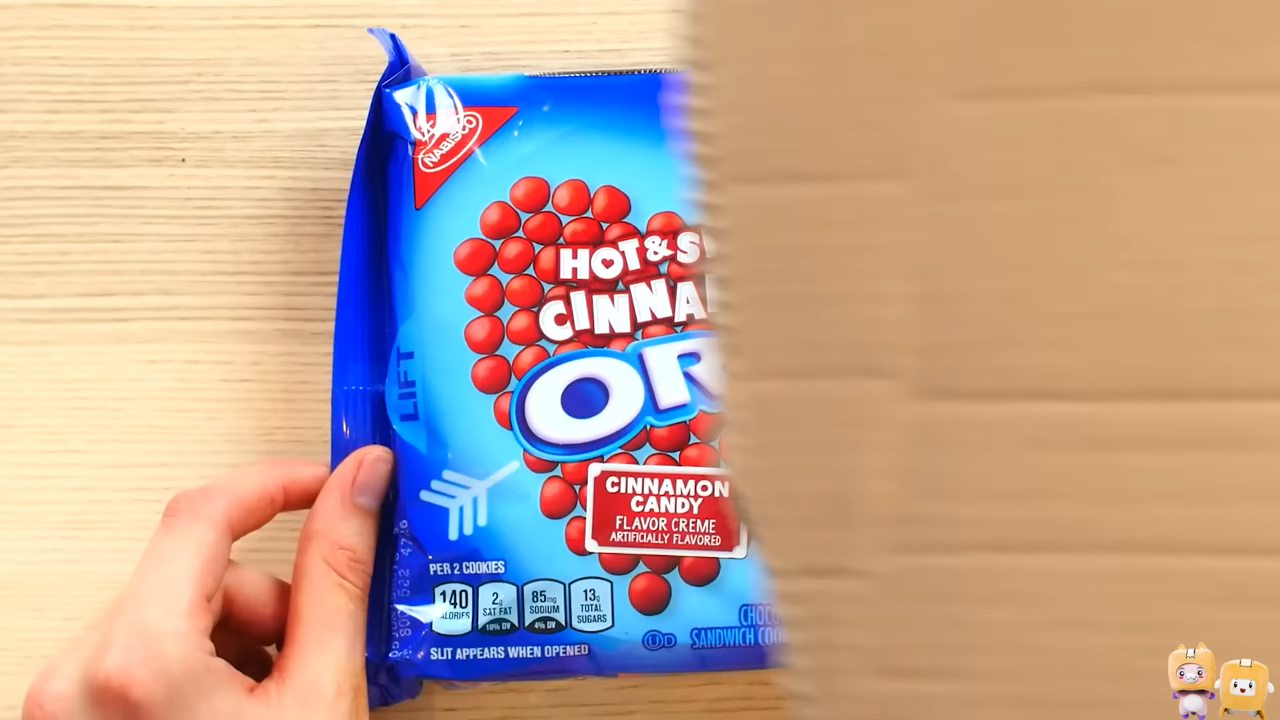 NABISCO
HOT & S
CINNA
OR
LIFT
CINNAMON
CANDY
FLAVOR CREME
ARTIFICIALLY FLAVORED
PER 2 COOKIES
140
CALORIES
2g
SAT FAT
10% DV
85mg
SODIUM
4% DV
13g
TOTAL
SUGARS
CHOCO
SANDWICH COO
U D
SLIT APPEARS WHEN OPENED